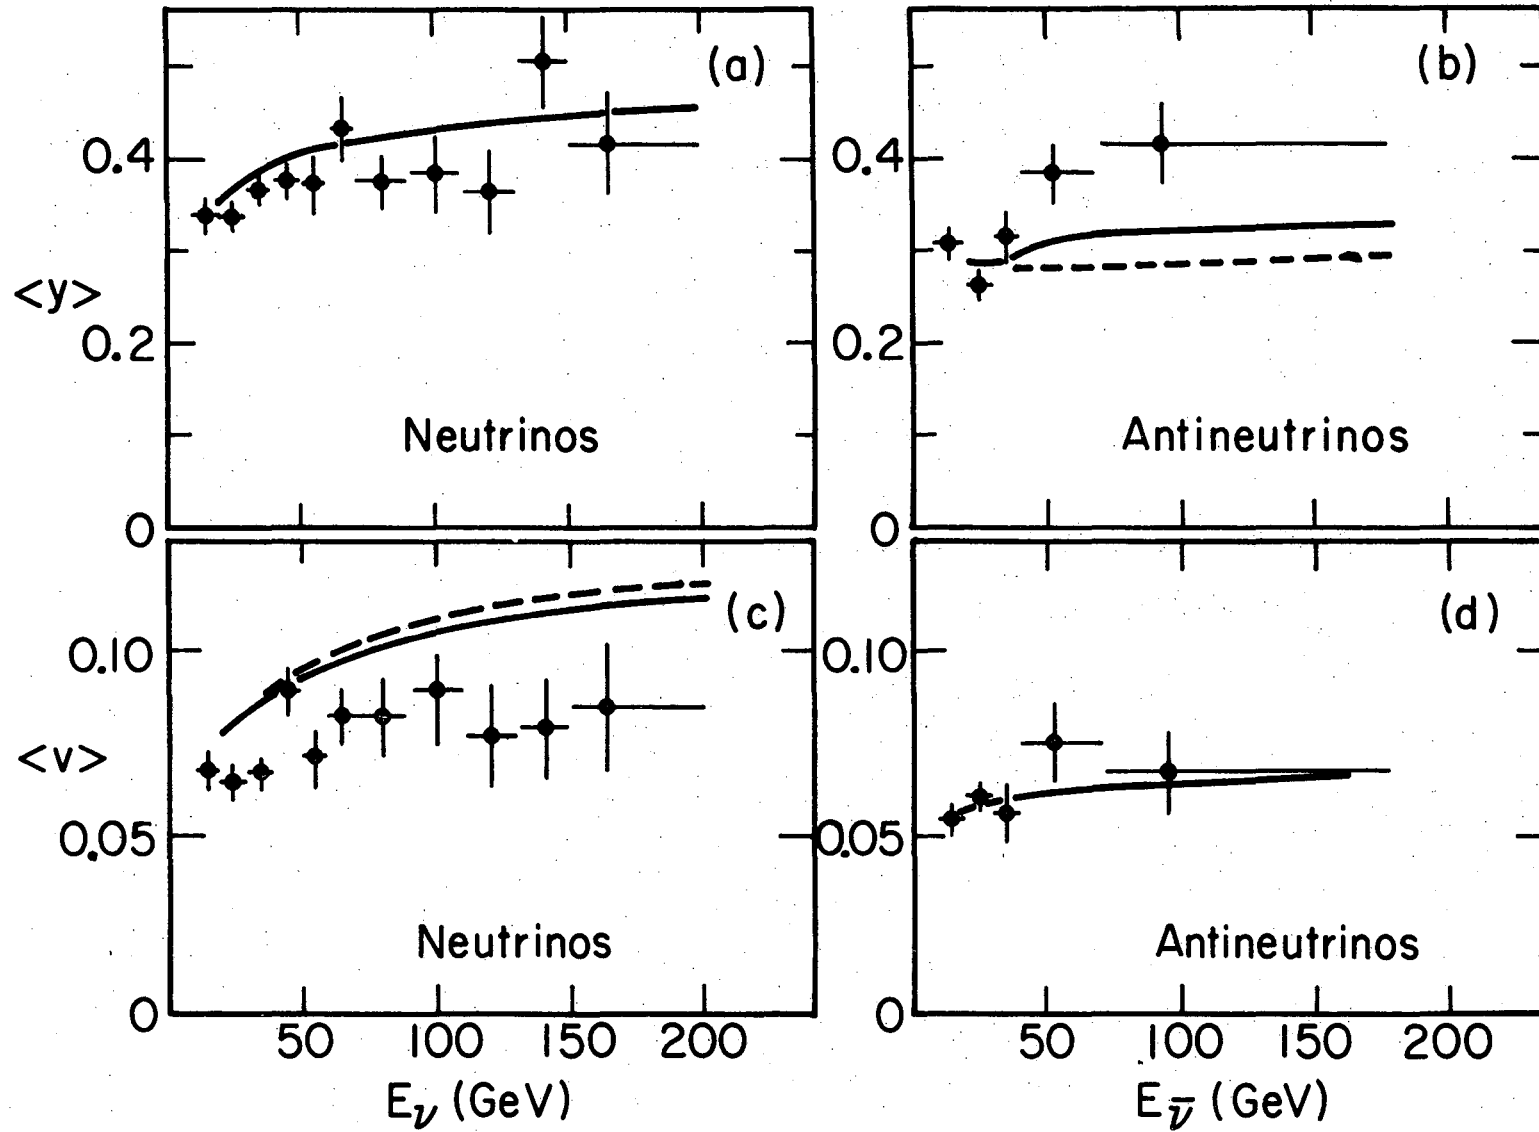 (a)
0.4
<y>
0.2
Neutrinos
0
(b)
0.4
0.2
Antineutrinos
0
(c)
0.10
<v>
0.05
Neutrinos
0
50 100 150 200
E_ν (GeV)
(d)
0.10
0.05
Antineutrinos
50 100 150 200
E_ν̅ (GeV)